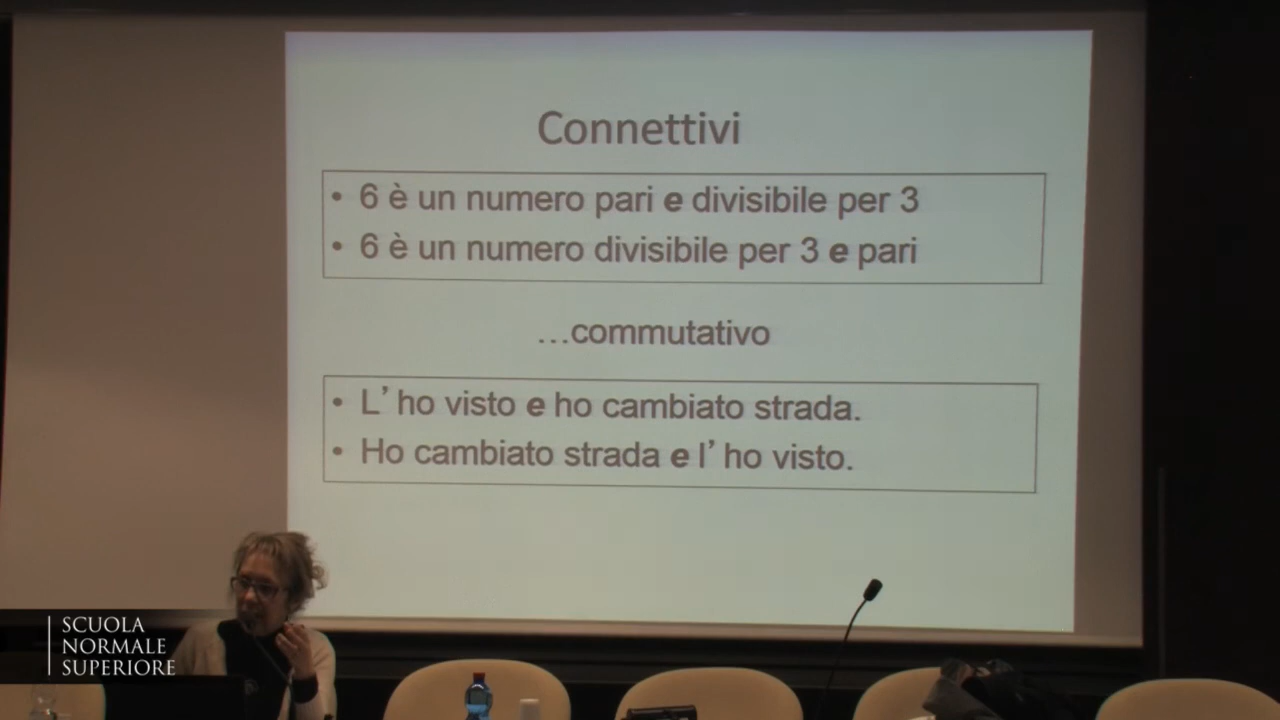 Connettivi
• 6 è un numero pari e divisibile per 3
• 6 è un numero divisibile per 3 e pari
...commutativo
• L'ho visto e ho cambiato strada.
• Ho cambiato strada e l'ho visto.
SCUOLA
NORMALE
SUPERIORE